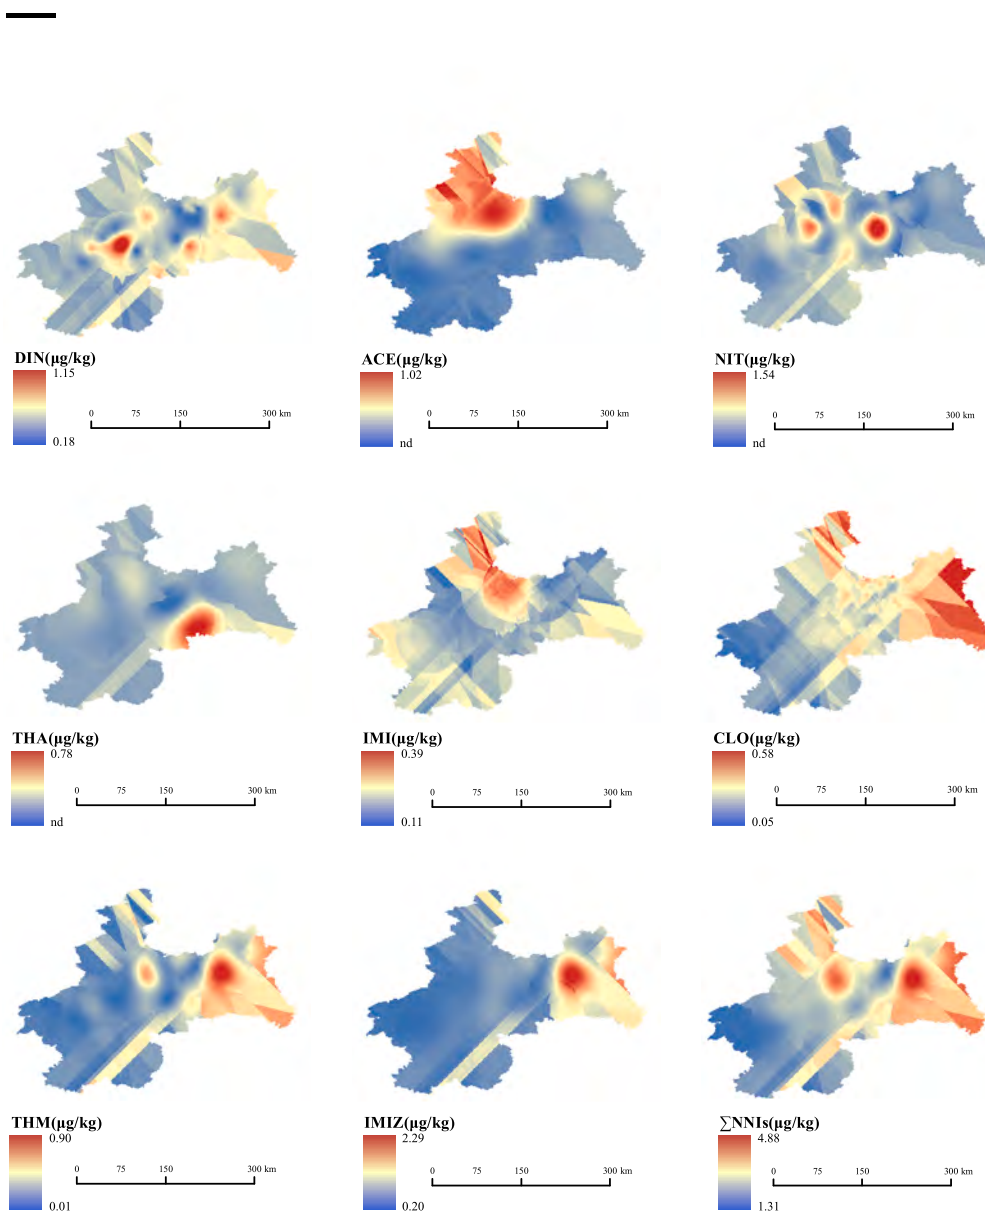 DIN(μg/kg)
1.15
0.18
0 75 150 300 km
ACE(μg/kg)
1.02
nd
0 75 150 300 km
NIT(μg/kg)
1.54
nd
0 75 150 300 km
THA(μg/kg)
0.78
nd
0 75 150 300 km
IMI(μg/kg)
0.39
0.11
0 75 150 300 km
CLO(μg/kg)
0.58
0.05
0 75 150 300 km
THM(μg/kg)
0.90
0.01
0 75 150 300 km
IMIZ(μg/kg)
2.29
0.20
0 75 150 300 km
∑NNIs(μg/kg)
4.88
1.31
0 75 150 300 km